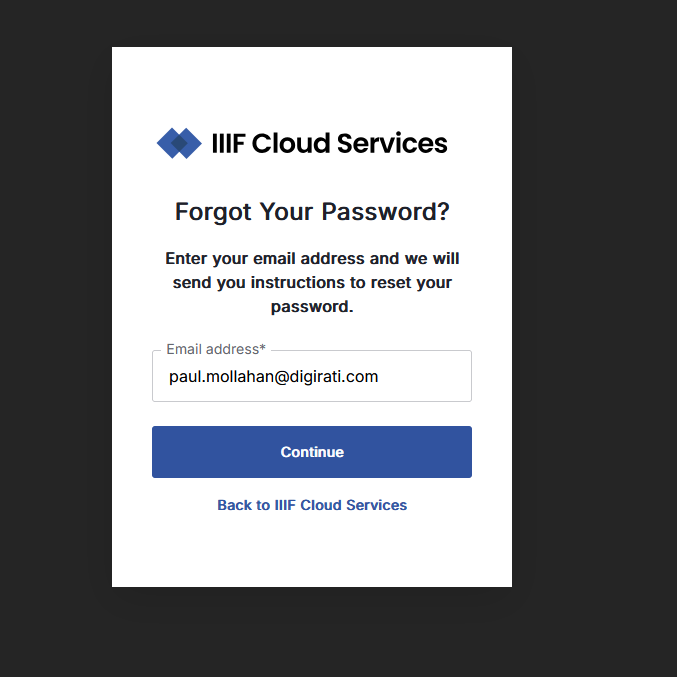 IIIF Cloud Services
Forgot Your Password?
Enter your email address and we will
send you instructions to reset your
password.
Email address*
paul.mollahan@digirati.com
Continue
Back to IIIF Cloud Services